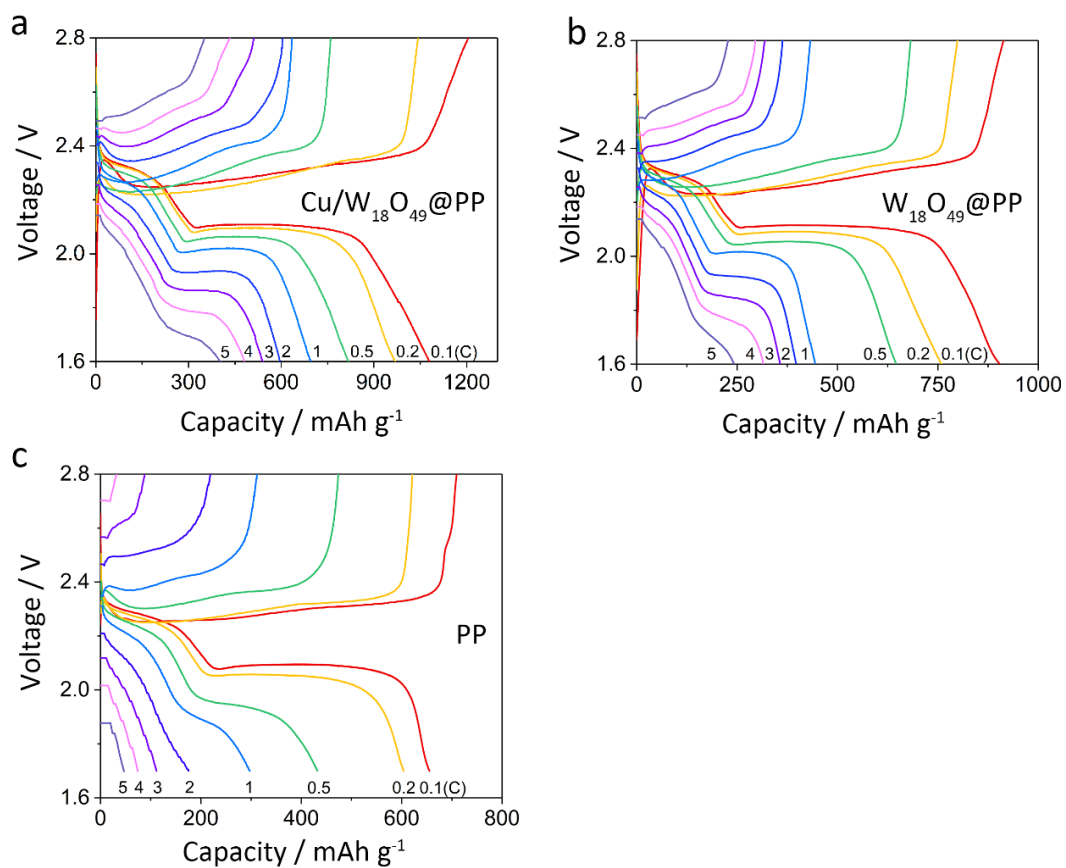 a
2.8
2.4
2.0
1.6
Voltage / V
Cu/W₁₈O₄₉@PP
5 4 3 2 1 0.5 0.2 0.1(C)
0 300 600 900 1200
Capacity / mAh g⁻¹
b
2.8
2.4
2.0
1.6
Voltage / V
W₁₈O₄₉@PP
5 4 3 2 1 0.5 0.2 0.1(C)
0 250 500 750 1000
Capacity / mAh g⁻¹
c
2.8
2.4
2.0
1.6
Voltage / V
PP
5 4 3 2 1 0.5 0.2 0.1(C)
0 200 400 600 800
Capacity / mAh g⁻¹